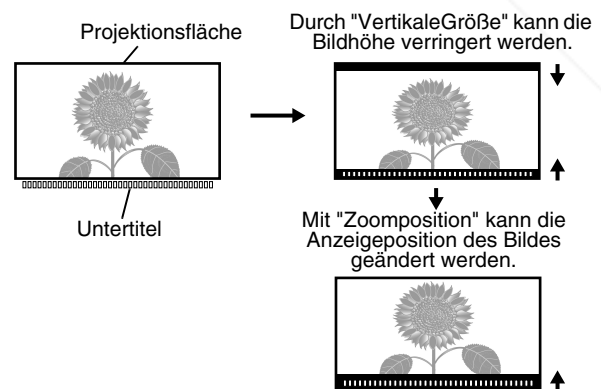 Projektionsfläche
Untertitel
Durch "VertikaleGröße" kann die
Bildhöhe verringert werden.
Mit "Zoomposition" kann die
Anzeigeposition des Bildes
geändert werden.